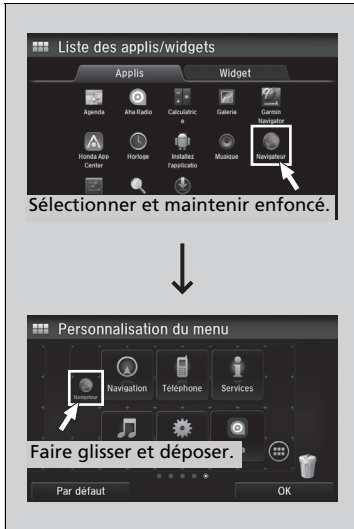 Liste des applis/widgets
Applis Widget
Agenda Aha Radio Calculatric
e Galerie Garmin
Navigator
Honda App
Center Horloge Installez
l'applicatio Musique Navigateur
Sélectionner et maintenir enfoncé.
Personnalisation du menu
Navigateur Navigation Téléphone Services
Faire glisser et déposer.
Par défaut OK